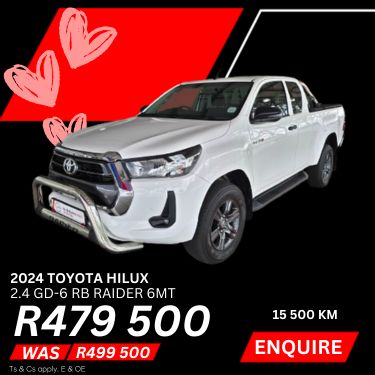 2024 TOYOTA HILUX
2.4 GD-6 RB RAIDER 6MT
R479 500
WAS R499 500
Ts & Cs apply. E & OE
15 500 KM
ENQUIRE